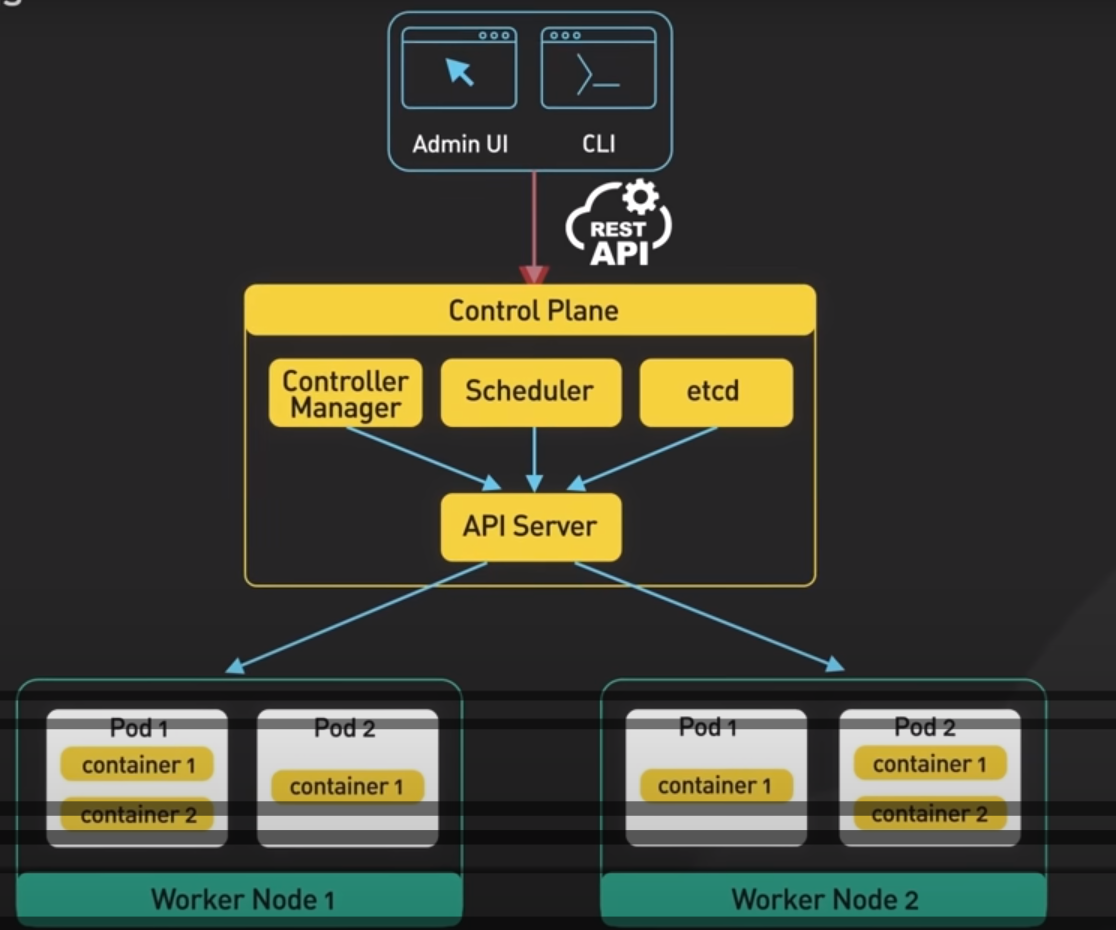 g
Admin UI
CLI
REST
API
Control Plane
Controller
Manager
Scheduler
etcd
API Server
Pod 1
container 1
container 2
Pod 2
container 1
Worker Node 1
Pod 1
container 1
Pod 2
container 1
container 2
Worker Node 2